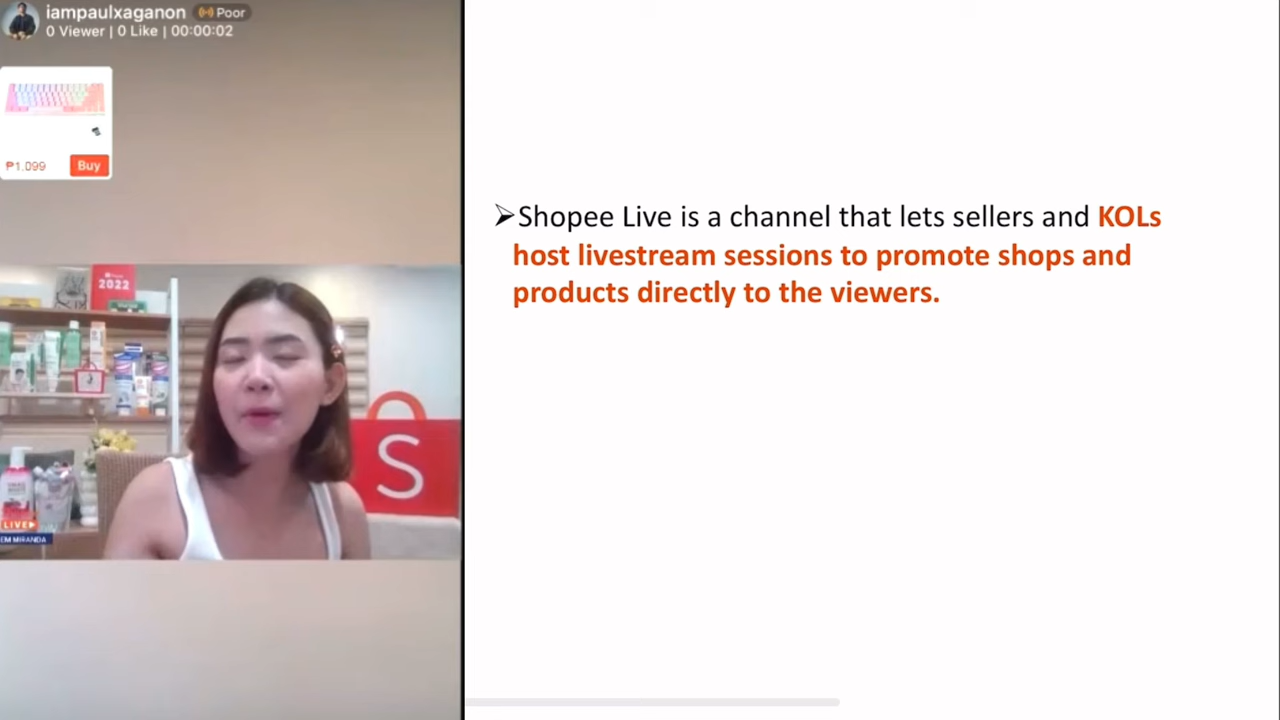 iampaulxaganon Poor
0 Viewer | 0 Like | 00:00:02
₱1.099 Buy
2022
S
LIVE
EM MIRANDA
➢Shopee Live is a channel that lets sellers and KOLs
host livestream sessions to promote shops and
products directly to the viewers.